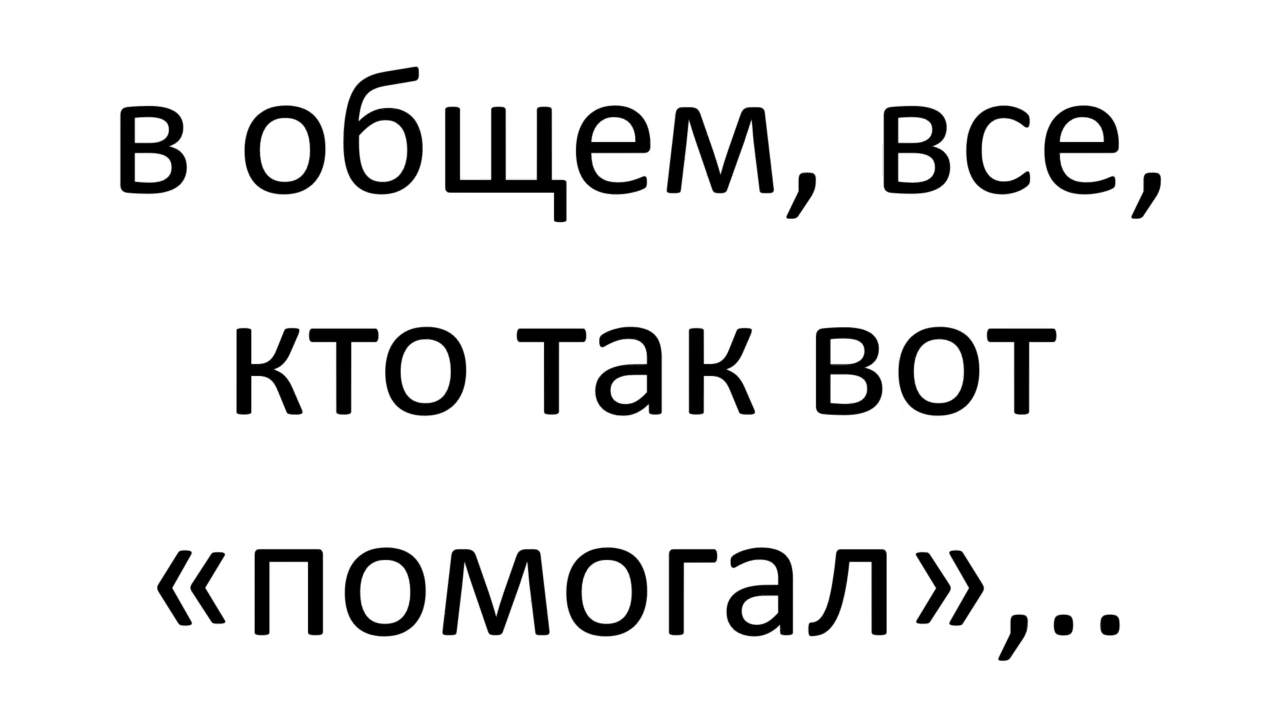 в общем, все,
кто так вот
«помогал»,..